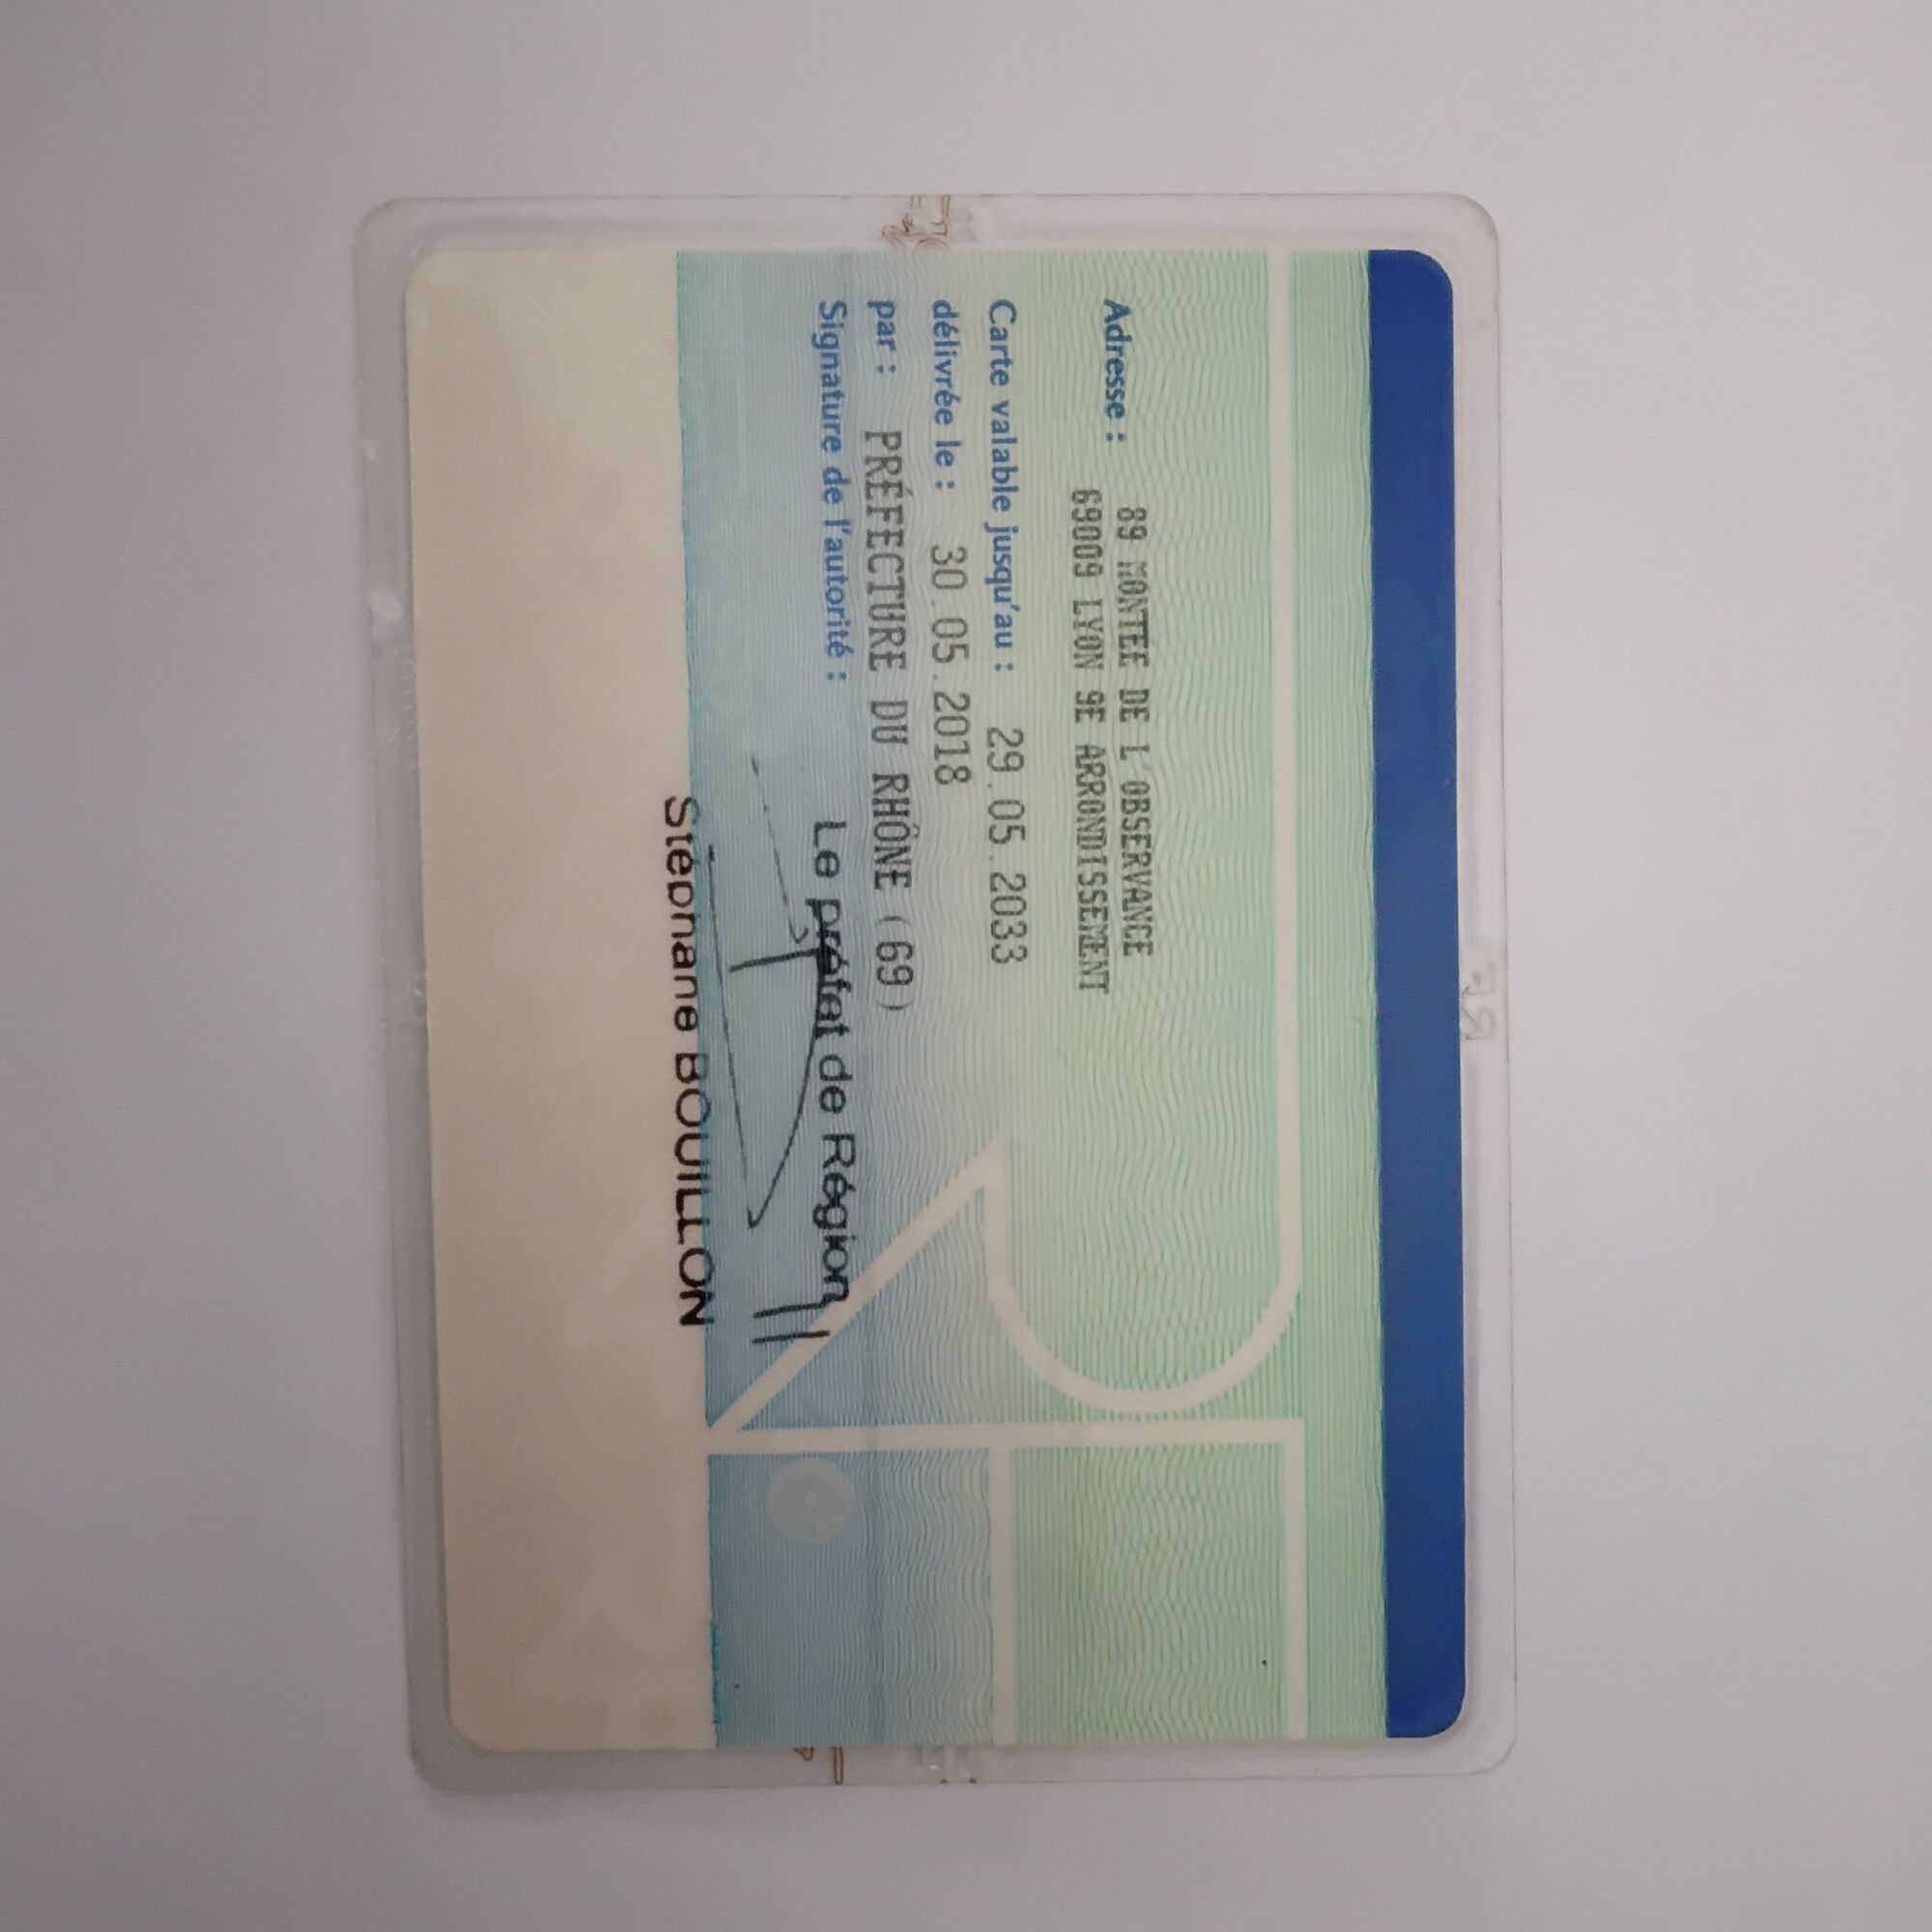 Adresse : 89 MONTÉE DE L'OBSERVANCE
69009 LYON 9E ARRONDISSEMENT
Carte valable jusqu'au : 29.05.2033
délivrée le : 30.05.2018
par : PRÉFECTURE DU RHÔNE (69)
Signature de l'autorité :
Le préfet de Région
Stéphane BOUILLON